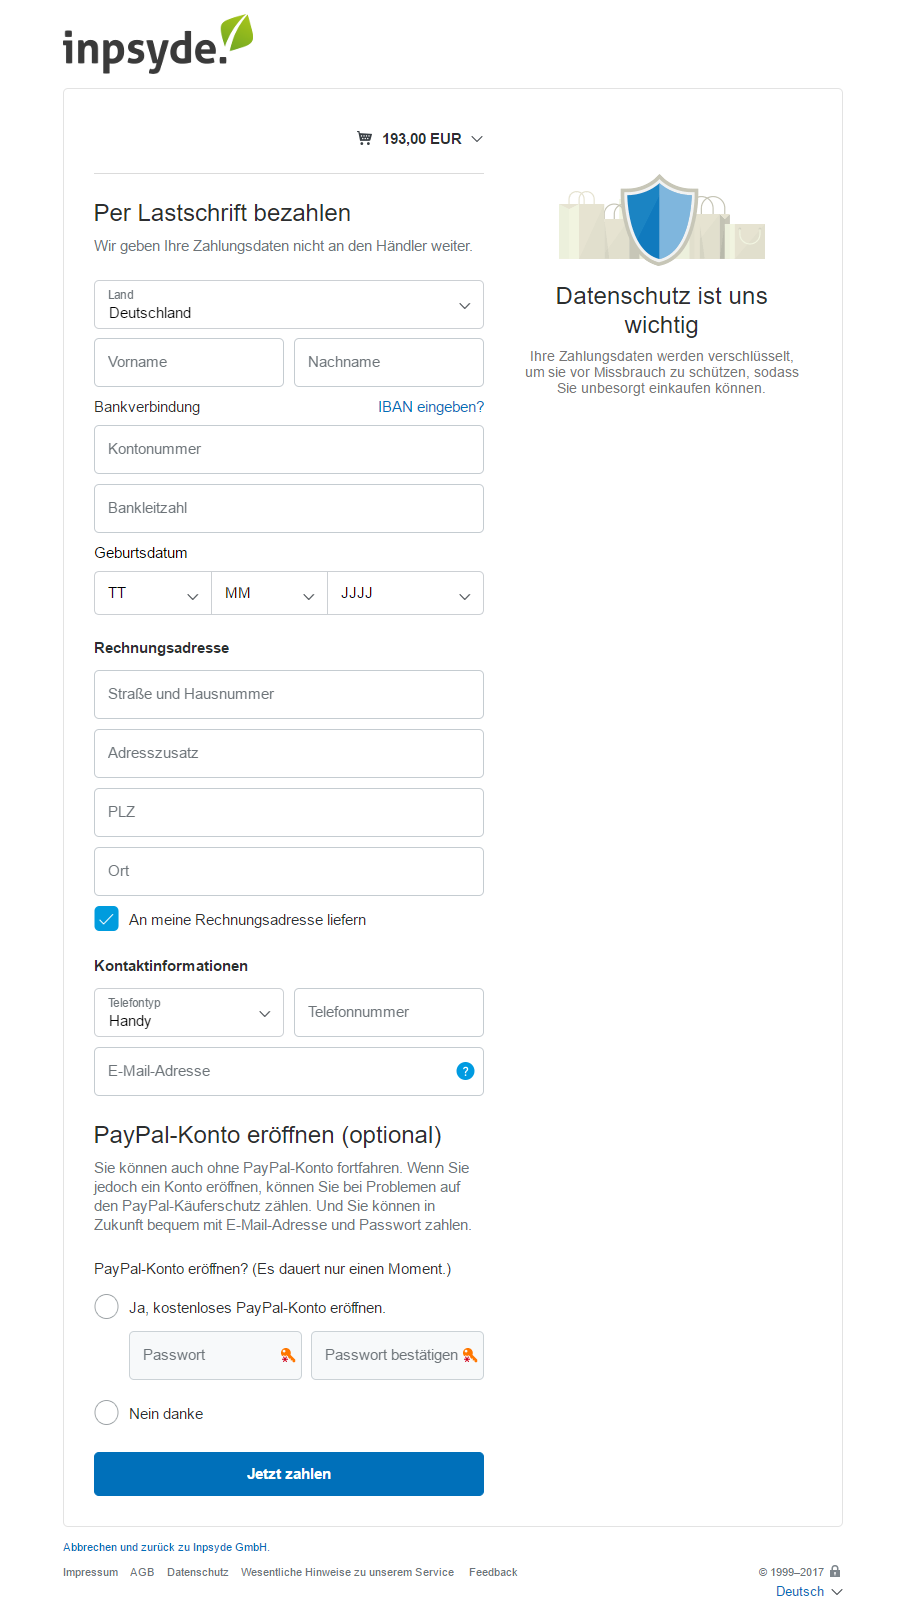 inpsyde.
193,00 EUR
Per Lastschrift bezahlen
Wir geben Ihre Zahlungsdaten nicht an den Händler weiter.
Land
Deutschland
Vorname
Nachname
Bankverbindung
IBAN eingeben?
Kontonummer
Bankleitzahl
Geburtsdatum
TT
MM
JJJJ
Rechnungsadresse
Straße und Hausnummer
Adresszusatz
PLZ
Ort
An meine Rechnungsadresse liefern
Kontaktinformationen
Telefontyp
Handy
Telefonnummer
E-Mail-Adresse
?
PayPal-Konto eröffnen (optional)
Sie können auch ohne PayPal-Konto fortfahren. Wenn Sie
jedoch ein Konto eröffnen, können Sie bei Problemen auf
den PayPal-Käuferschutz zählen. Und Sie können in
Zukunft bequem mit E-Mail-Adresse und Passwort zahlen.
PayPal-Konto eröffnen? (Es dauert nur einen Moment.)
Ja, kostenloses PayPal-Konto eröffnen.
Passwort
Passwort bestätigen
Nein danke
Jetzt zahlen
Datenschutz ist uns
wichtig
Ihre Zahlungsdaten werden verschlüsselt,
um sie vor Missbrauch zu schützen, sodass
Sie unbesorgt einkaufen können.
Abbrechen und zurück zu Inpsyde GmbH.
Impressum AGB Datenschutz Wesentliche Hinweise zu unserem Service Feedback
© 1999–2017
Deutsch